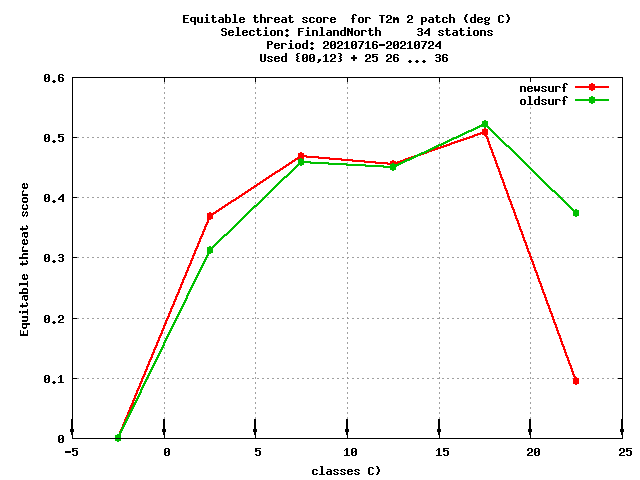 Equitable threat score  for T2m 2 patch (deg C)
Selection: FinlandNorth     34 stations
Period: 20210716-20210724
Used {00,12} + 25 26 ... 36
newsurf
oldsurf
0.6
0.5
0.4
0.3
0.2
0.1
0
Equitable threat score
-5 0 5 10 15 20 25
classes C)